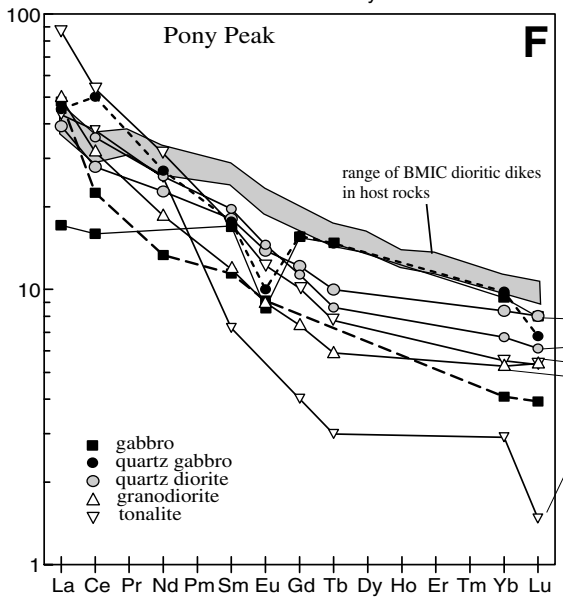 100
Pony Peak
F
range of BMIC dioritic dikes
in host rocks
10
gabbro
quartz gabbro
quartz diorite
granodiorite
tonalite
1
La Ce Pr Nd Pm Sm Eu Gd Tb Dy Ho Er Tm Yb Lu